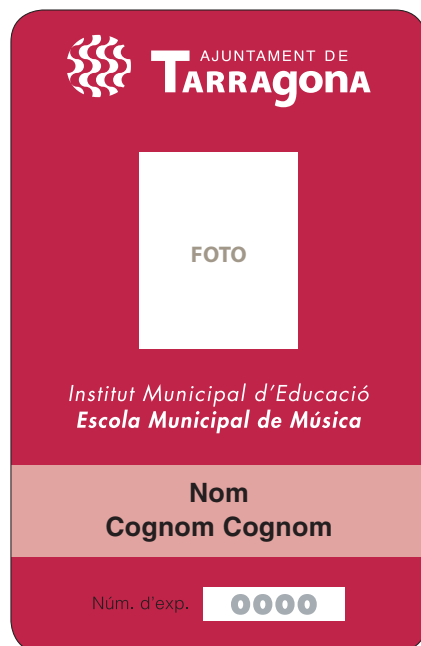 AJUNTAMENT DE
TARRAgONA
FOTO
Institut Municipal d'Educació
Escola Municipal de Música
Nom
Cognom Cognom
Núm. d'exp. 0000